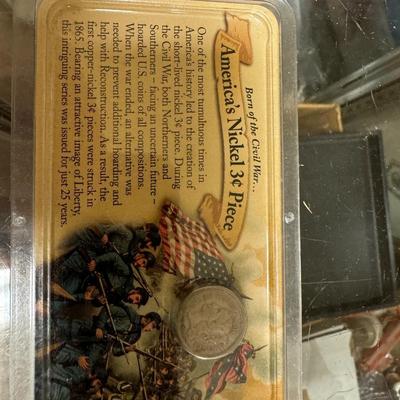 Born of the Civil War...
America's Nickel 3¢ Piece
One of the most tumultuous times in
America's history led to the creation of
the short-lived nickel 3¢ piece. During
the Civil War, both Northerners and
Southerners – facing an uncertain future –
hoarded U.S. coins of all compositions.
When the war ended, an alternative was
needed to prevent additional hoarding and
help with Reconstruction. As a result, the
first copper-nickel 3¢ pieces were struck in
1865. Bearing an attractive image of Liberty,
this intriguing series was issued for just 25 years.